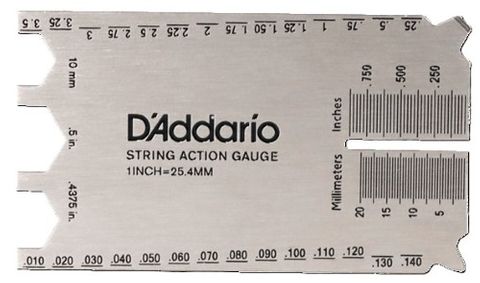 3.5 3.25 3 2.75 2.5 2.25 2 1.75 1.50 1.25 1 .75 .5 .25
10 mm
.5 in.
.4375 in.
D'Addario
STRING ACTION GAUGE
1INCH=25.4MM
.750 .500 .250
Inches
Millimeters
20 15 10 5
.010 .020 .030 .040 .050 .060 .070 .080 .090 .100 .110 .120 .130 .140